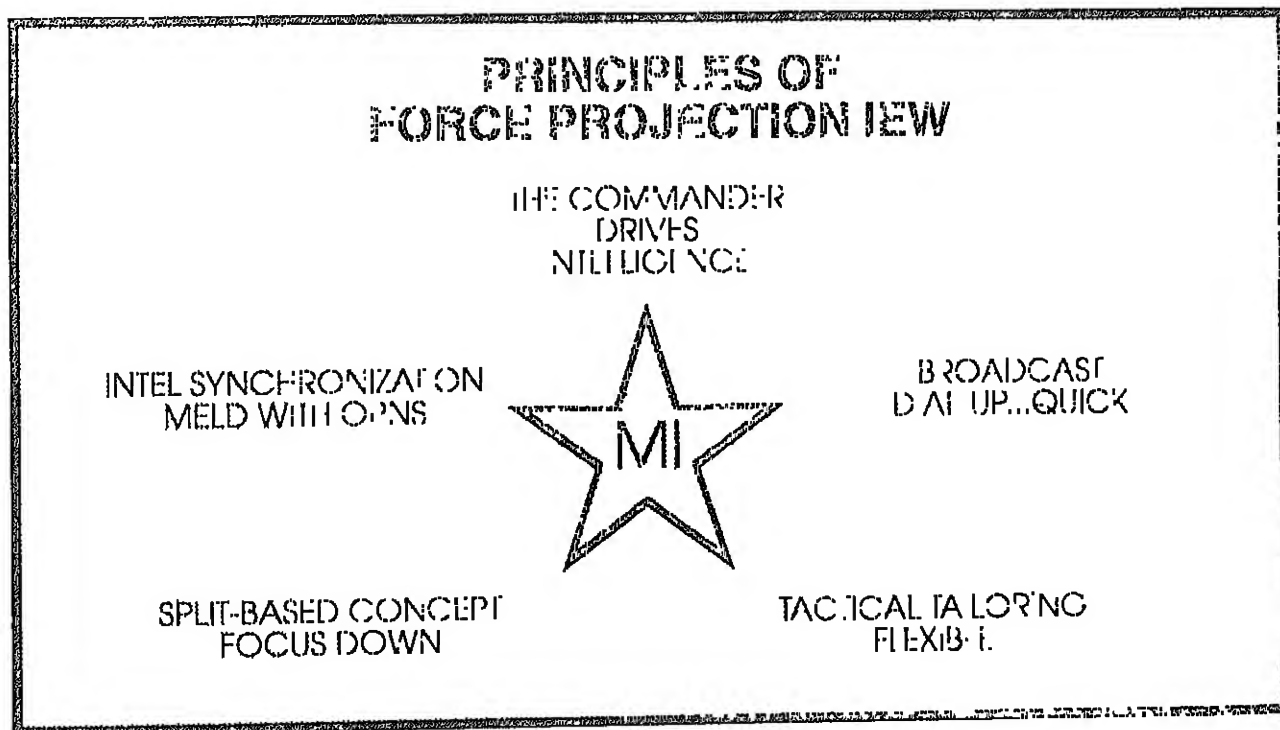 PRINCIPLES OF
FORCE PROJECTION IEW
THE COMMANDER
DRIVES
INTELLIGENCE
INTEL SYNCHRONIZATION
MELD WITH OPNS
BROADCAST
DIAL UP...QUICK
MI
SPLIT-BASED CONCEPT
FOCUS DOWN
TACTICAL TAILORING
FLEXIBLE